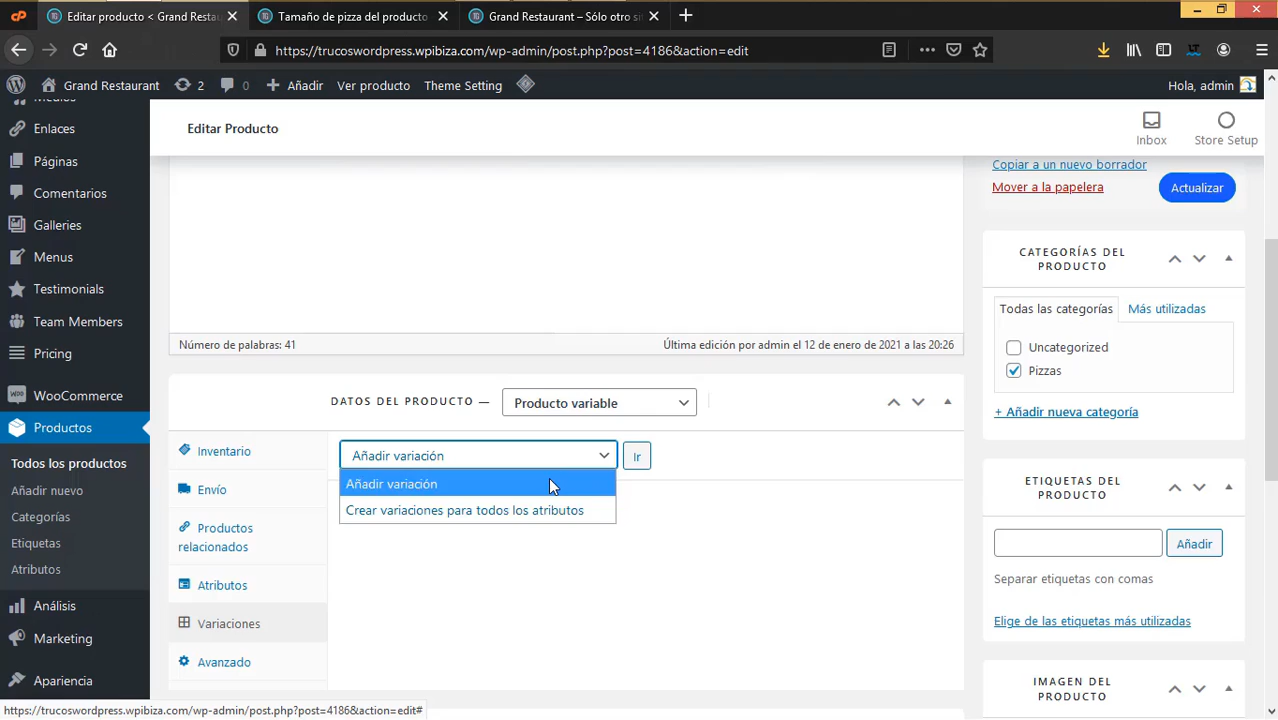 Editar producto < Grand Restau
Tamaño de pizza del producto
Grand Restaurant – Sólo otro si
https://trucoswordpress.wpibiza.com/wp-admin/post.php?post=4186&action=edit
Grand Restaurant
2
0
Añadir
Ver producto
Theme Setting
Hola, admin
Medios
Enlaces
Páginas
Comentarios
Galleries
Menus
Testimonials
Team Members
Pricing
WooCommerce
Productos
Todos los productos
Añadir nuevo
Categorías
Etiquetas
Atributos
Análisis
Marketing
Apariencia
Editar Producto
Inbox
Store Setup
Número de palabras: 41
Última edición por admin el 12 de enero de 2021 a las 20:26
DATOS DEL PRODUCTO —
Producto variable
Inventario
Envío
Productos
relacionados
Atributos
Variaciones
Avanzado
Añadir variación
Ir
Añadir variación
Crear variaciones para todos los atributos
Copiar a un nuevo borrador
Mover a la papelera
Actualizar
CATEGORÍAS DEL
PRODUCTO
Todas las categorías
Más utilizadas
Uncategorized
Pizzas
+ Añadir nueva categoría
ETIQUETAS DEL
PRODUCTO
Añadir
Separar etiquetas con comas
Elige de las etiquetas más utilizadas
IMAGEN DEL
PRODUCTO
https://trucoswordpress.wpibiza.com/wp-admin/post.php?post=4186&action=edit#